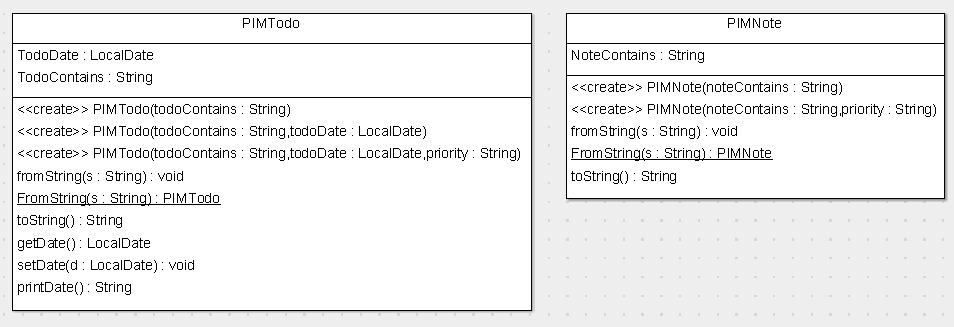 PIMTodo
TodoDate : LocalDate
TodoContains : String
<<create>> PIMTodo(todoContains : String)
<<create>> PIMTodo(todoContains : String,todoDate : LocalDate)
<<create>> PIMTodo(todoContains : String,todoDate : LocalDate,priority : String)
fromString(s : String) : void
FromString(s : String) : PIMTodo
toString() : String
getDate() : LocalDate
setDate(d : LocalDate) : void
printDate() : String
PIMNote
NoteContains : String
<<create>> PIMNote(noteContains : String)
<<create>> PIMNote(noteContains : String,priority : String)
fromString(s : String) : void
FromString(s : String) : PIMNote
toString() : String